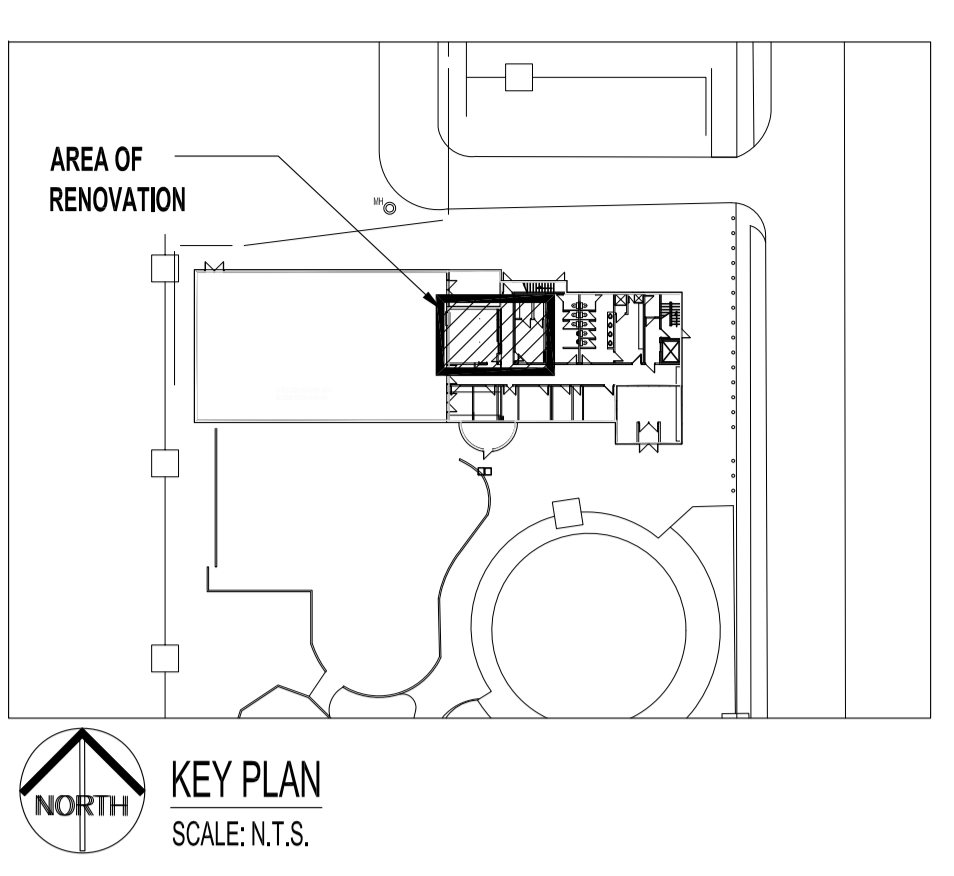 AREA OF
RENOVATION
MH
NORTH
KEY PLAN
SCALE: N.T.S.